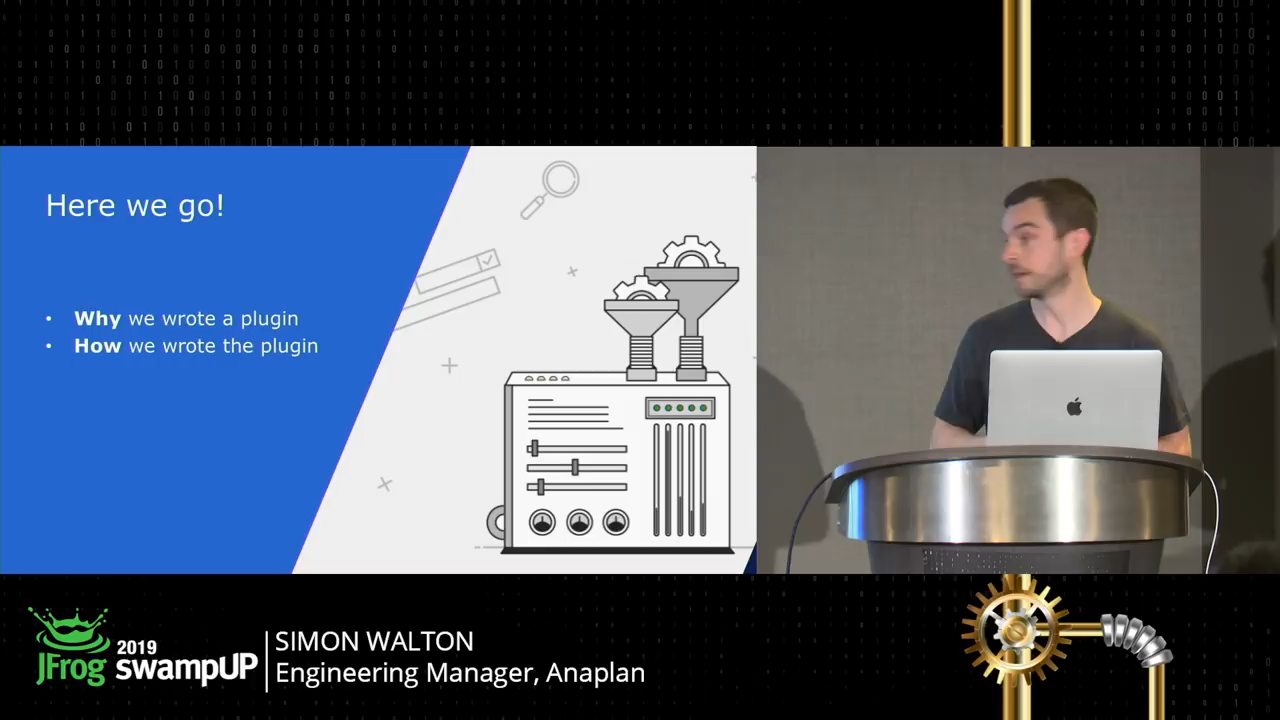 Here we go!
• Why we wrote a plugin
• How we wrote the plugin
JFrog
2019
swampUP
SIMON WALTON
Engineering Manager, Anaplan